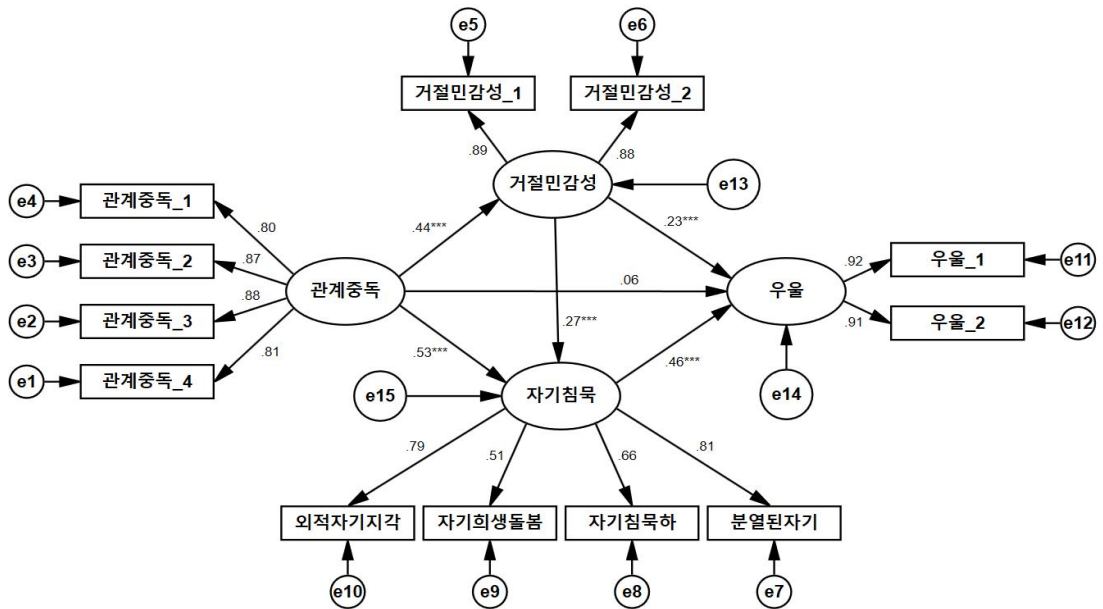 e5
e6
거절민감성_1
거절민감성_2
.89
.88
거절민감성
e13
e4
관계중독_1
.80
.44***
.23***
e3
관계중독_2
.87
관계중독
.06
우울
.92
우울_1
e11
e2
관계중독_3
.88
.27***
.91
우울_2
e12
e1
관계중독_4
.81
.53***
.46***
e15
자기침묵
e14
.79
.51
.66
.81
외적자기지각
자기희생돌봄
자기침묵하
분열된자기
e10
e9
e8
e7